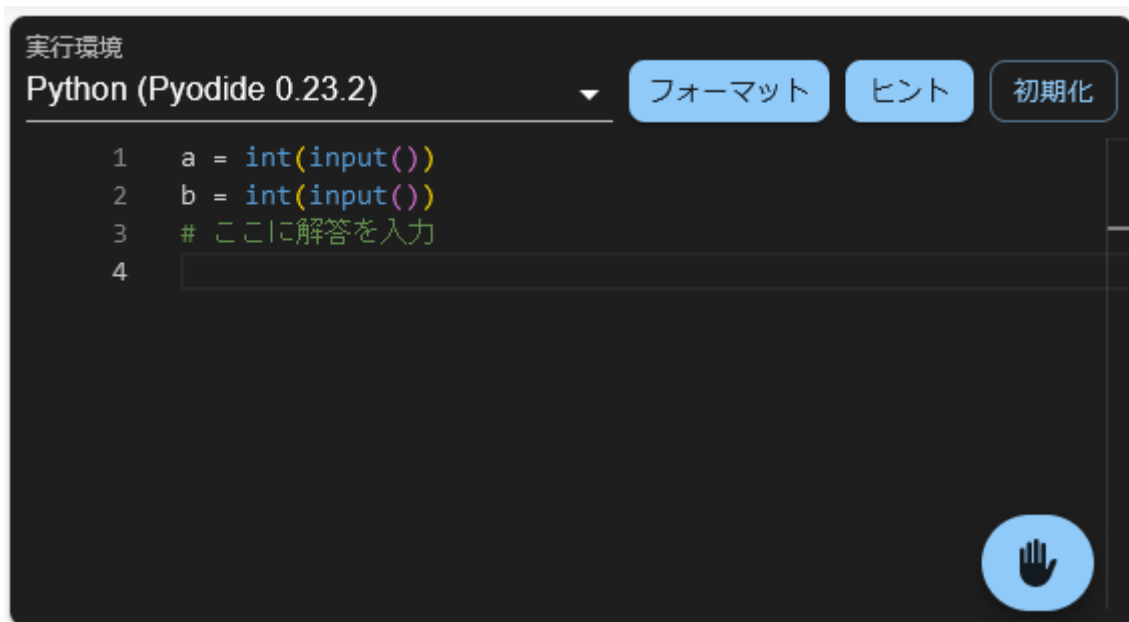 実行環境
Python (Pyodide 0.23.2)
フォーマット
ヒント
初期化
1 a = int(input())
2 b = int(input())
3 # ここに解答を入力
4